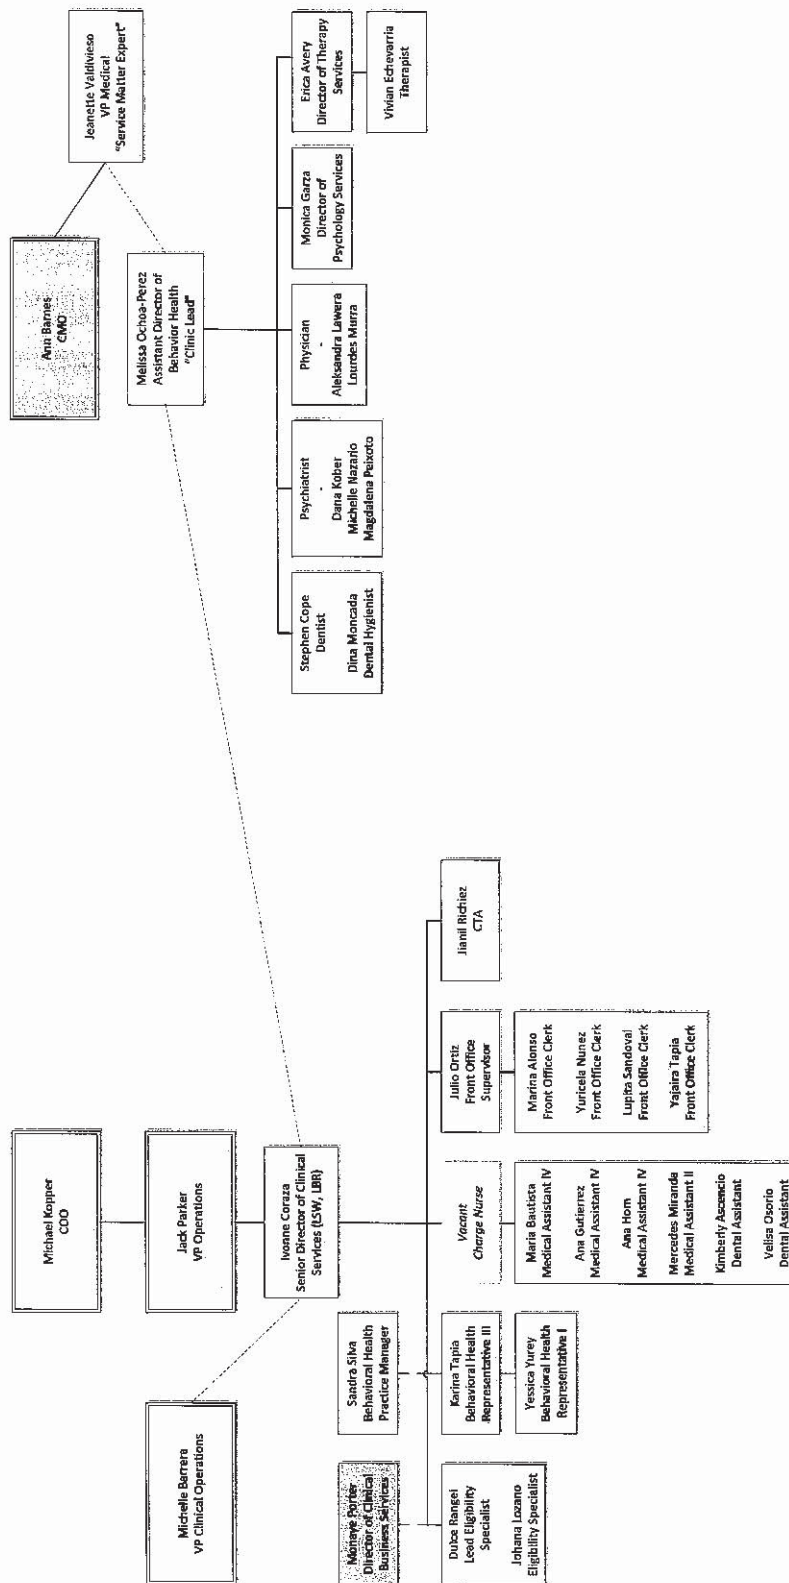 Michael Kopper
COO
Jack Parker
VP Operations
Michelle Barrera
VP Clinical Operations
Ivonne Coraza
Senior Director of Clinical
Services (LSW, LBR)
Monaye Porter
Director of Clinical
Business Services
Sandra Silva
Behavioral Health
Practice Manager
Dulce Rangel
Lead Eligibility
Specialist
Johana Lozano
Eligibility Specialist
Karina Tapia
Behavioral Health
Representative III
Yessica Yurey
Behavioral Health
Representative I
Vacant
Charge Nurse
Maria Bautista
Medical Assistant IV
Ana Gutierrez
Medical Assistant IV
Ana Horn
Medical Assistant IV
Mercedes Miranda
Medical Assistant II
Kimberly Ascencio
Dental Assistant
Velisa Osorio
Dental Assistant
Julio Ortiz
Front Office
Supervisor
Marina Alonso
Front Office Clerk
Yuricela Nunez
Front Office Clerk
Lupita Sandoval
Front Office Clerk
Yajaira Tapia
Front Office Clerk
Jianil Richiez
CTA
Ann Barnes
CMO
Jeanette Valdivieso
VP Medical
"Service Matter Expert"
Melissa Ochoa-Perez
Assistant Director of
Behavior Health
"Clinic Lead"
Stephen Cope
Dentist
Dina Moncada
Dental Hygienist
Psychiatrist
-
Dana Kober
Michelle Nazario
Magdalena Peixoto
Physician
-
Aleksandra Lawera
Lourdes Murra
Monica Garza
Director of
Psychology Services
Erica Avery
Director of Therapy
Services
Vivian Echevarria
Therapist